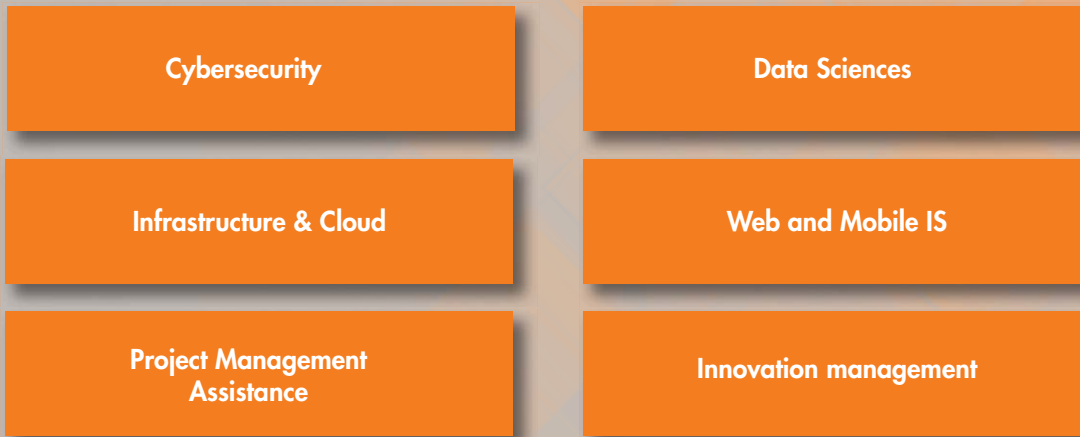 Cybersecurity
Data Sciences
Infrastructure & Cloud
Web and Mobile IS
Project Management
Assistance
Innovation management